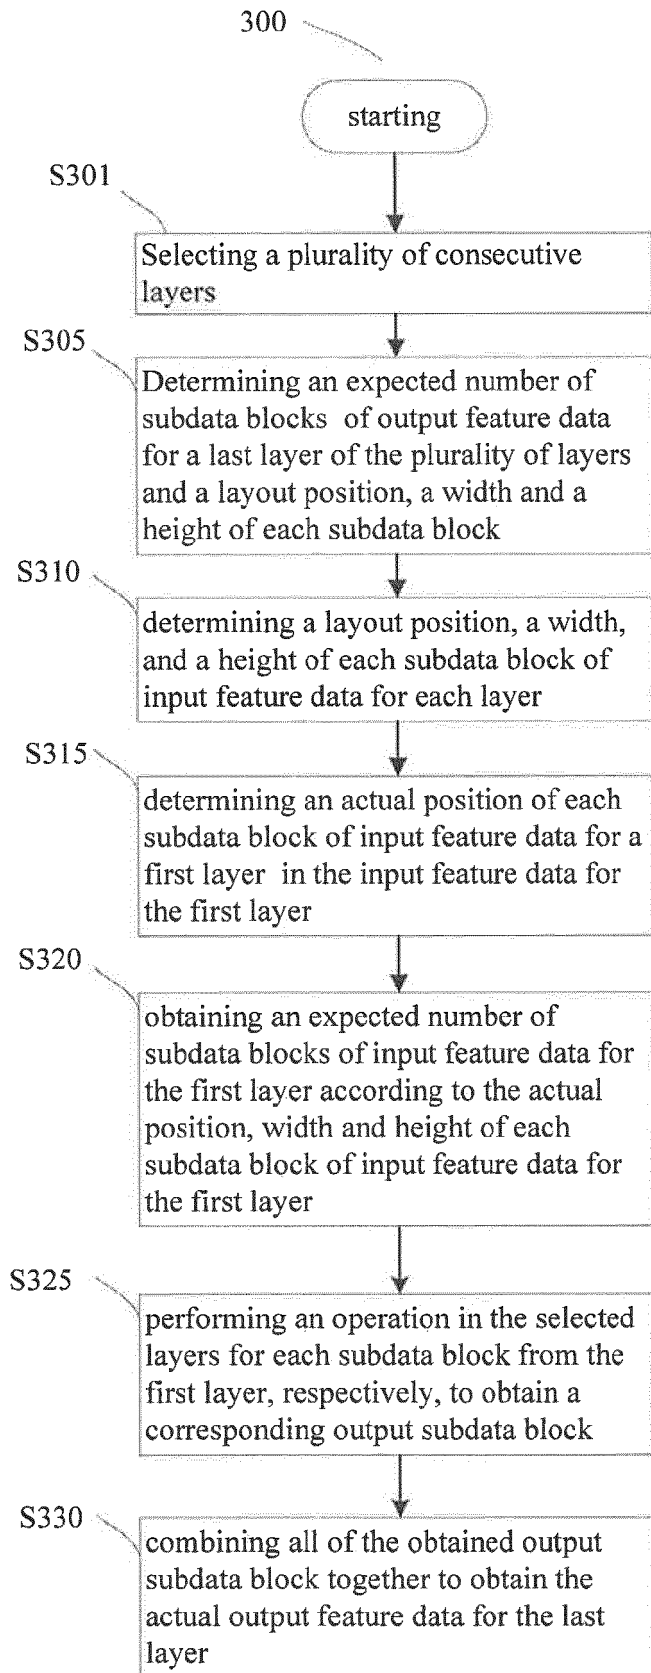 300
starting
S301
Selecting a plurality of consecutive
layers
S305
Determining an expected number of
subdata blocks of output feature data
for a last layer of the plurality of layers
and a layout position, a width and a
height of each subdata block
S310
determining a layout position, a width,
and a height of each subdata block of
input feature data for each layer
S315
determining an actual position of each
subdata block of input feature data for a
first layer in the input feature data for
the first layer
S320
obtaining an expected number of
subdata blocks of input feature data for
the first layer according to the actual
position, width and height of each
subdata block of input feature data for
the first layer
S325
performing an operation in the selected
layers for each subdata block from the
first layer, respectively, to obtain a
corresponding output subdata block
S330
combining all of the obtained output
subdata block together to obtain the
actual output feature data for the last
layer